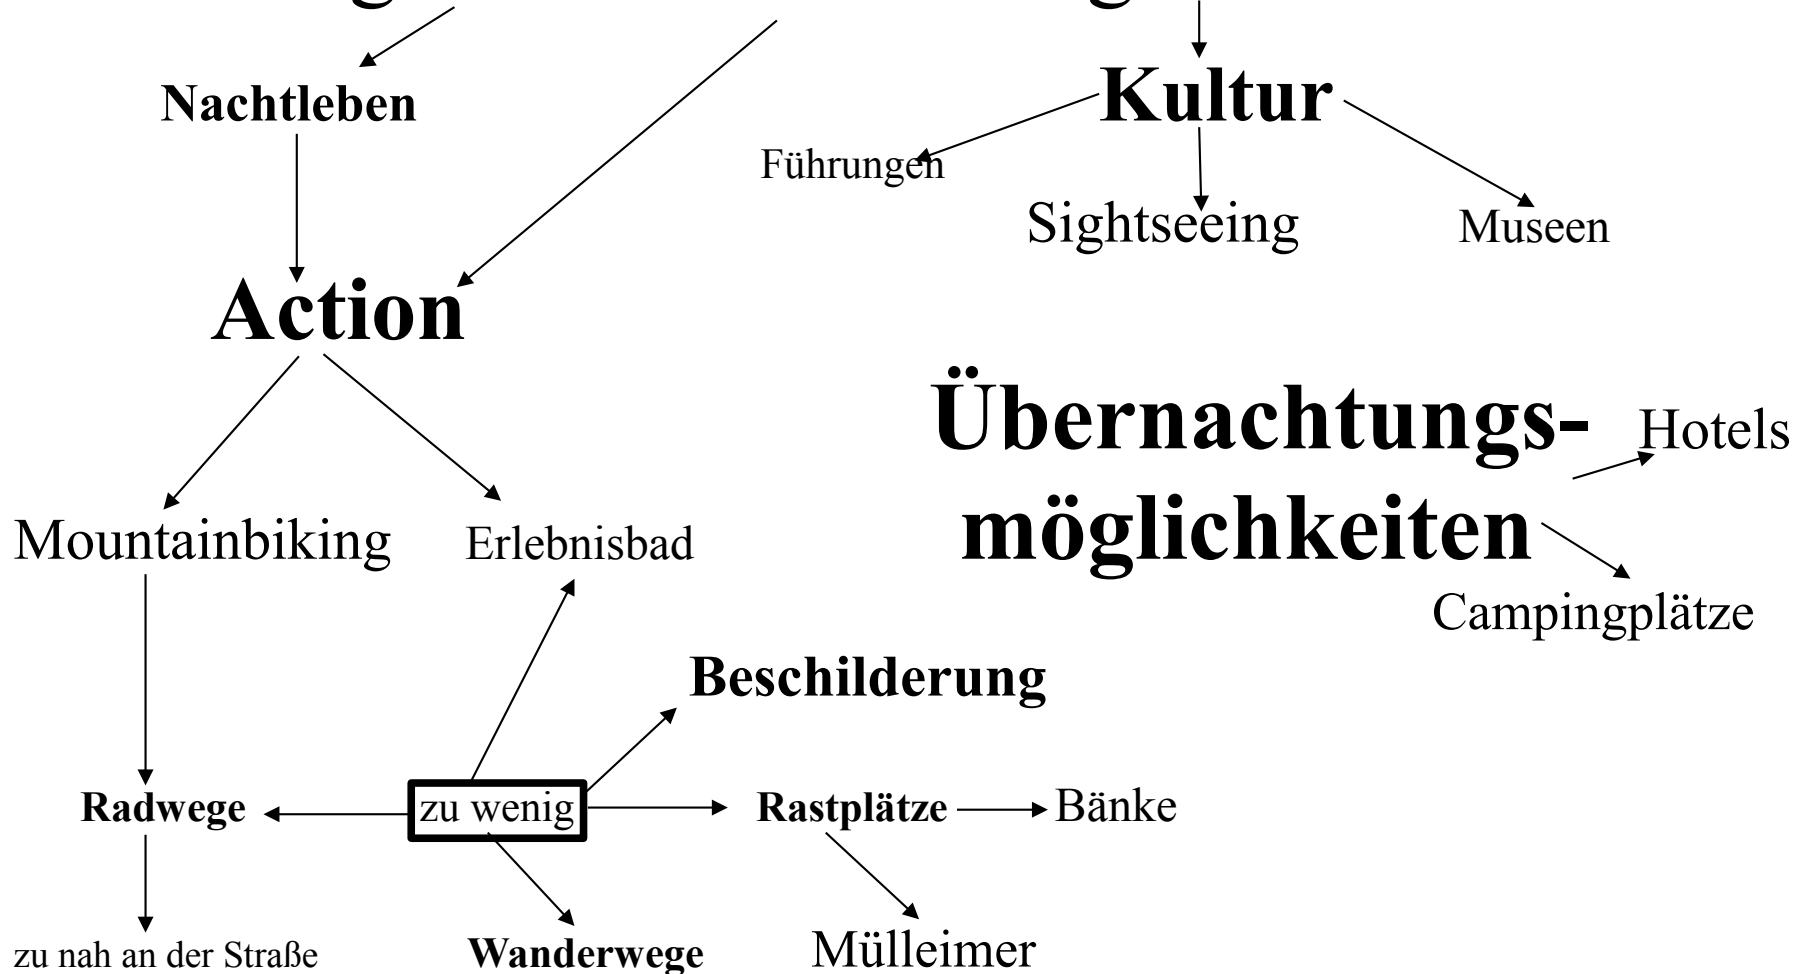 Nachtleben
Kultur
Führungen
Sightseeing
Museen
Action
Übernachtungs-
möglichkeiten
Hotels
Campingplätze
Mountainbiking
Erlebnisbad
Beschilderung
Radwege
zu wenig
Rastplätze
Bänke
zu nah an der Straße
Wanderwege
Mülleimer